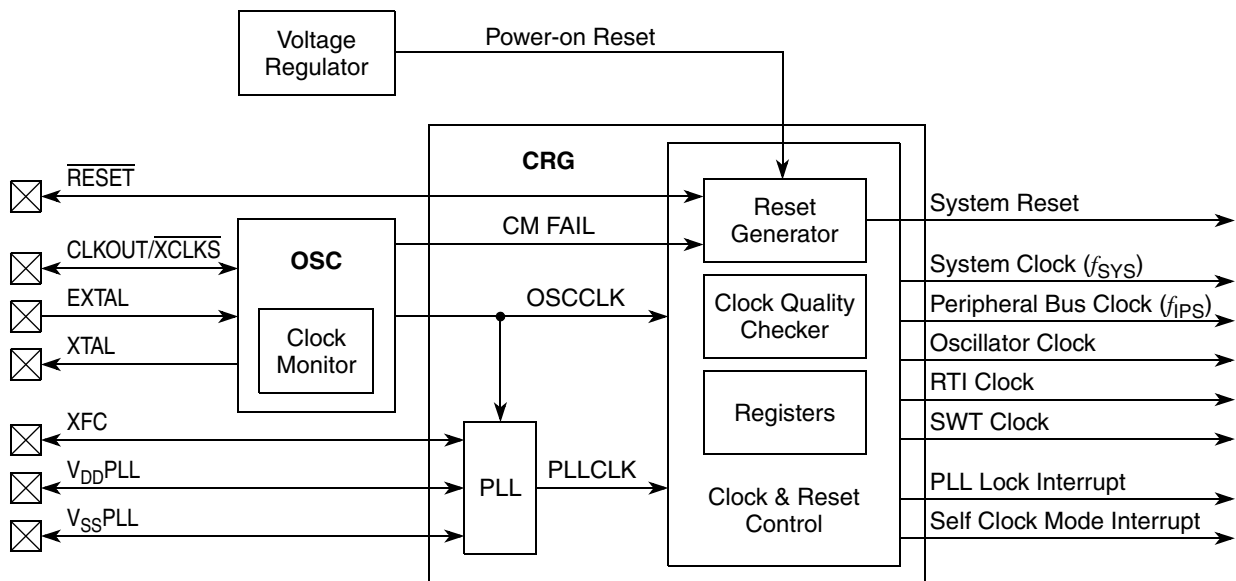 Voltage
Regulator
Power-on Reset
CRG
RESET
CLKOUT/XCLKS
EXTAL
XTAL
OSC
Clock
Monitor
CM FAIL
OSCCLK
XFC
VDDPLL
VSSPLL
PLL
PLLCLK
Reset
Generator
Clock Quality
Checker
Registers
Clock & Reset
Control
System Reset
System Clock (fSYS)
Peripheral Bus Clock (fIPS)
Oscillator Clock
RTI Clock
SWT Clock
PLL Lock Interrupt
Self Clock Mode Interrupt